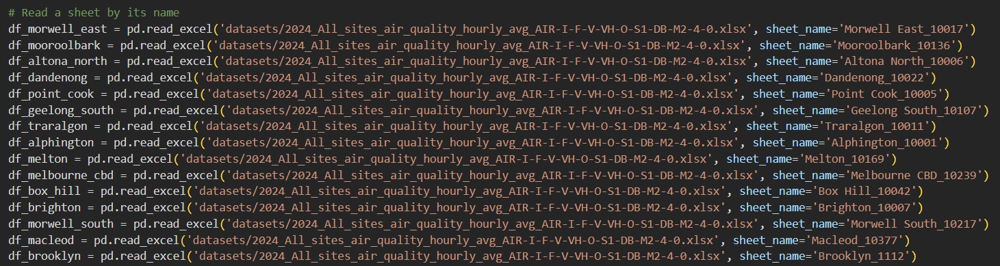 # Read a sheet by its name
df_morwell_east = pd.read_excel('datasets/2024_All_sites_air_quality_hourly_avg_AIR-I-F-V-VH-O-S1-DB-M2-4-0.xlsx', sheet_name='Morwell East_10017')
df_mooroolbark = pd.read_excel('datasets/2024_All_sites_air_quality_hourly_avg_AIR-I-F-V-VH-O-S1-DB-M2-4-0.xlsx', sheet_name='Mooroolbark_10136')
df_altona_north = pd.read_excel('datasets/2024_All_sites_air_quality_hourly_avg_AIR-I-F-V-VH-O-S1-DB-M2-4-0.xlsx', sheet_name='Altona North_10006')
df_dandenong = pd.read_excel('datasets/2024_All_sites_air_quality_hourly_avg_AIR-I-F-V-VH-O-S1-DB-M2-4-0.xlsx', sheet_name='Dandenong_10022')
df_point_cook = pd.read_excel('datasets/2024_All_sites_air_quality_hourly_avg_AIR-I-F-V-VH-O-S1-DB-M2-4-0.xlsx', sheet_name='Point Cook_10005')
df_geelong_south = pd.read_excel('datasets/2024_All_sites_air_quality_hourly_avg_AIR-I-F-V-VH-O-S1-DB-M2-4-0.xlsx', sheet_name='Geelong South_10107')
df_traralgon = pd.read_excel('datasets/2024_All_sites_air_quality_hourly_avg_AIR-I-F-V-VH-O-S1-DB-M2-4-0.xlsx', sheet_name='Traralgon_10011')
df_alphington = pd.read_excel('datasets/2024_All_sites_air_quality_hourly_avg_AIR-I-F-V-VH-O-S1-DB-M2-4-0.xlsx', sheet_name='Alphington_10001')
df_melton = pd.read_excel('datasets/2024_All_sites_air_quality_hourly_avg_AIR-I-F-V-VH-O-S1-DB-M2-4-0.xlsx', sheet_name='Melton_10169')
df_melbourne_cbd = pd.read_excel('datasets/2024_All_sites_air_quality_hourly_avg_AIR-I-F-V-VH-O-S1-DB-M2-4-0.xlsx', sheet_name='Melbourne CBD_10239')
df_box_hill = pd.read_excel('datasets/2024_All_sites_air_quality_hourly_avg_AIR-I-F-V-VH-O-S1-DB-M2-4-0.xlsx', sheet_name='Box Hill_10042')
df_brighton = pd.read_excel('datasets/2024_All_sites_air_quality_hourly_avg_AIR-I-F-V-VH-O-S1-DB-M2-4-0.xlsx', sheet_name='Brighton_10007')
df_morwell_south = pd.read_excel('datasets/2024_All_sites_air_quality_hourly_avg_AIR-I-F-V-VH-O-S1-DB-M2-4-0.xlsx', sheet_name='Morwell South_10217')
df_macleod = pd.read_excel('datasets/2024_All_sites_air_quality_hourly_avg_AIR-I-F-V-VH-O-S1-DB-M2-4-0.xlsx', sheet_name='Macleod_10377')
df_brooklyn = pd.read_excel('datasets/2024_All_sites_air_quality_hourly_avg_AIR-I-F-V-VH-O-S1-DB-M2-4-0.xlsx', sheet_name='Brooklyn_1112')